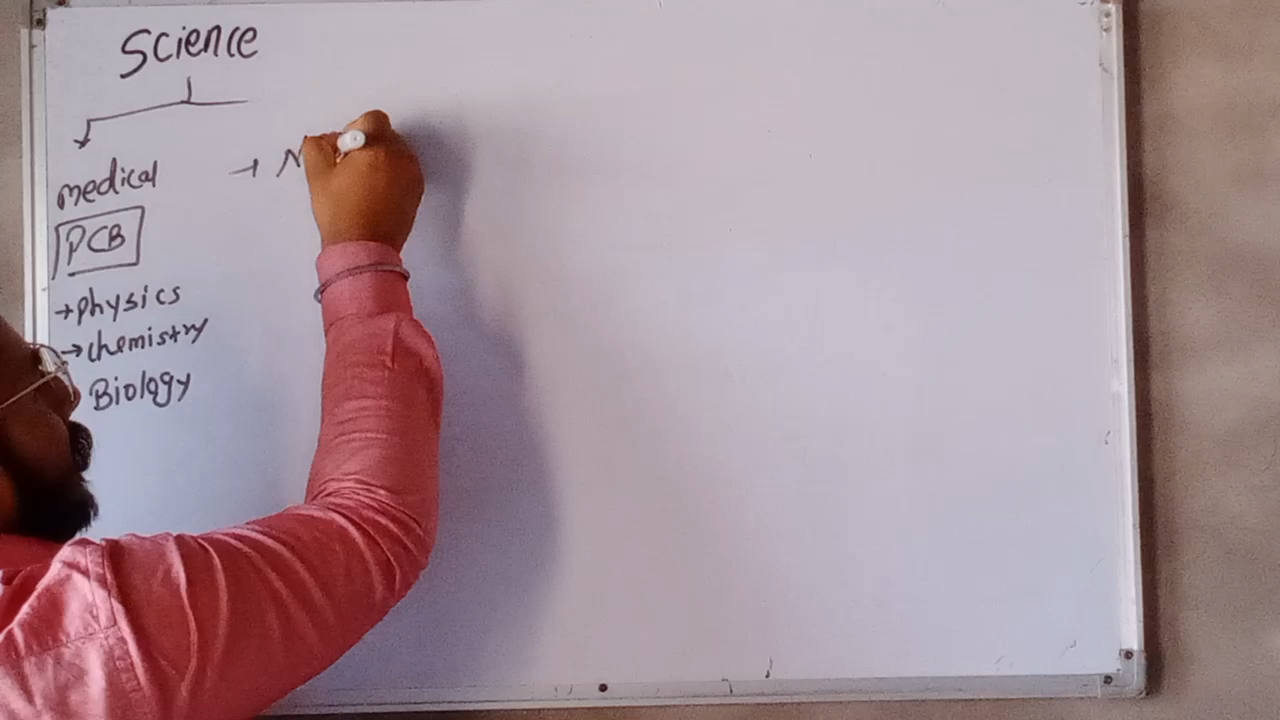 Science
medical
→ N
PCB
→ Physics
→ chemistry
Biology